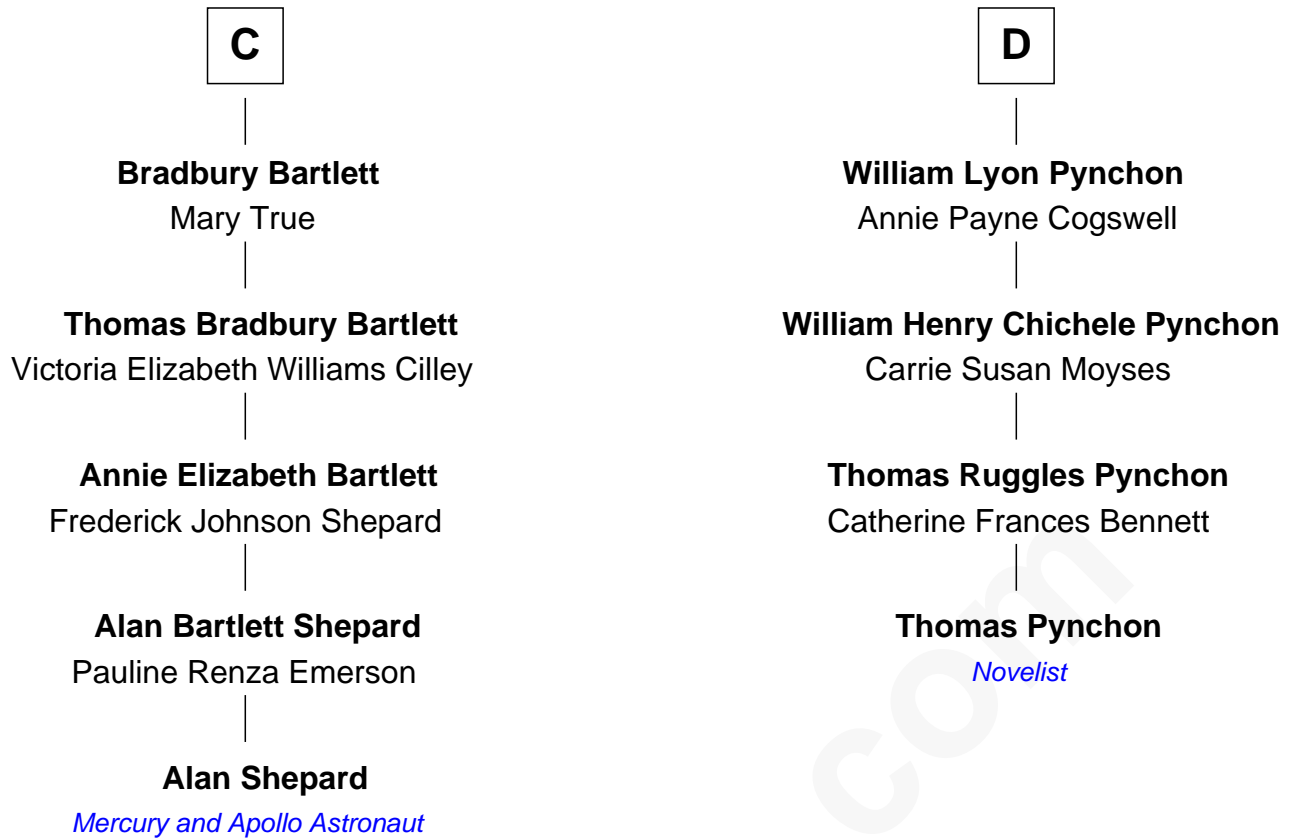 C
Bradbury Bartlett
Mary True
Thomas Bradbury Bartlett
Victoria Elizabeth Williams Cilley
Annie Elizabeth Bartlett
Frederick Johnson Shepard
Alan Bartlett Shepard
Pauline Renza Emerson
Alan Shepard
Mercury and Apollo Astronaut
D
William Lyon Pynchon
Annie Payne Cogswell
William Henry Chichele Pynchon
Carrie Susan Moyses
Thomas Ruggles Pynchon
Catherine Frances Bennett
Thomas Pynchon
Novelist
com